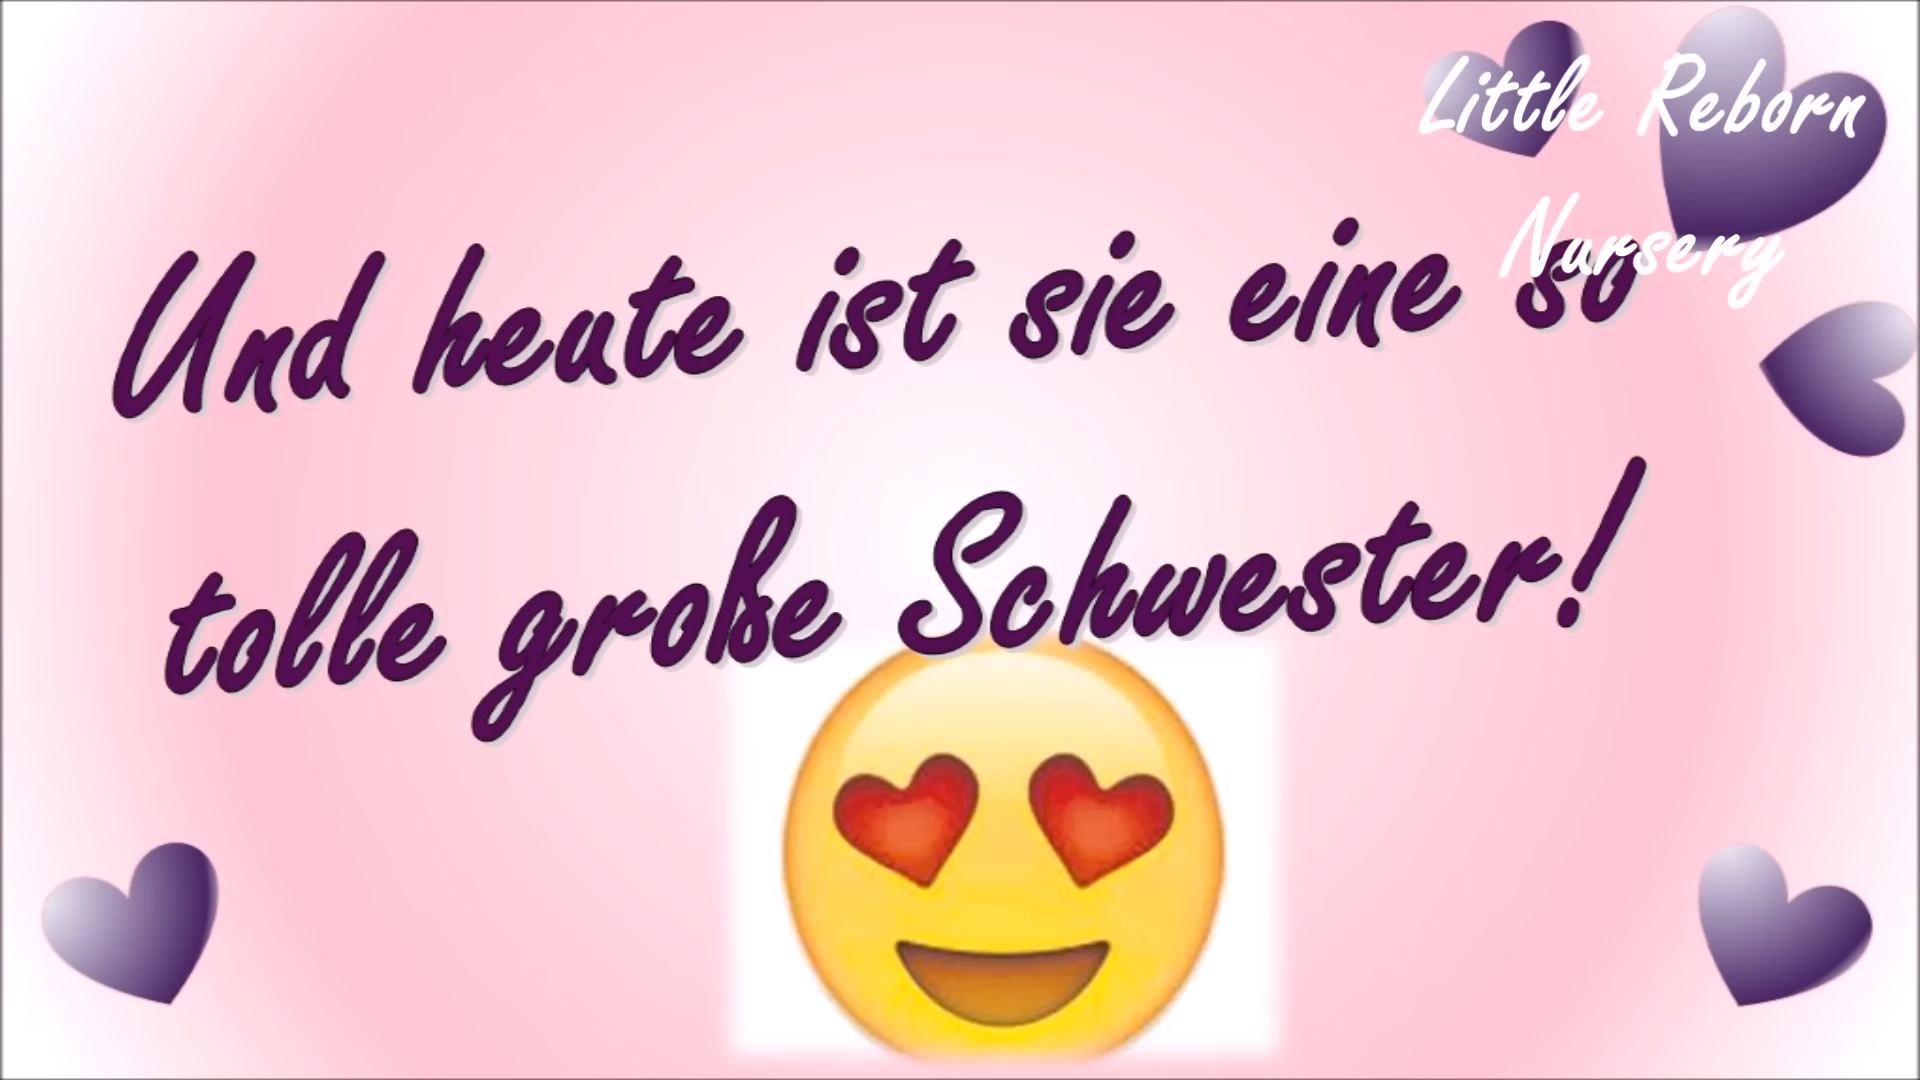 Little Reborn
Nursery
Und heute ist sie eine so
tolle große Schwester!